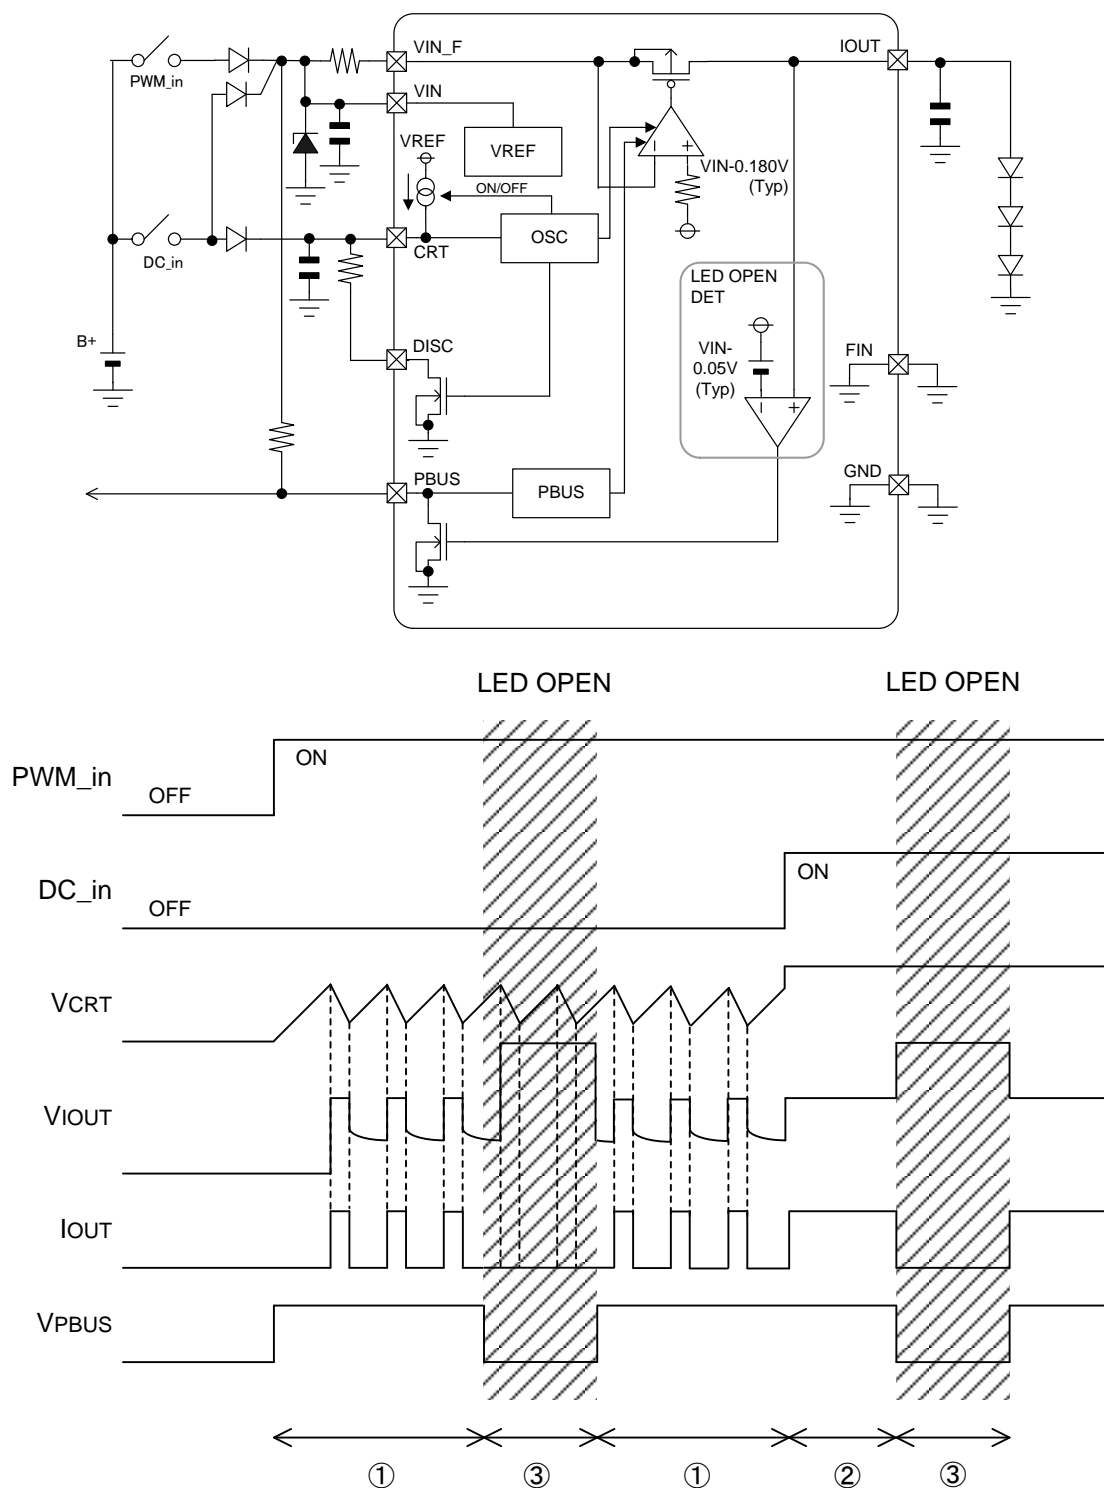 VIN_F
IOUT
PWM_in
VIN
VREF
VREF
VIN-0.180V
(Typ)
ON/OFF
OSC
CRT
DC_in
LED OPEN
DET
B+
DISC
VIN-
0.05V
(Typ)
FIN
PBUS
PBUS
GND
LED OPEN LED OPEN
PWM_in
OFF
ON
DC_in
OFF
ON
VCRT
VIOUT
IOUT
VPBUS
① ③ ① ② ③